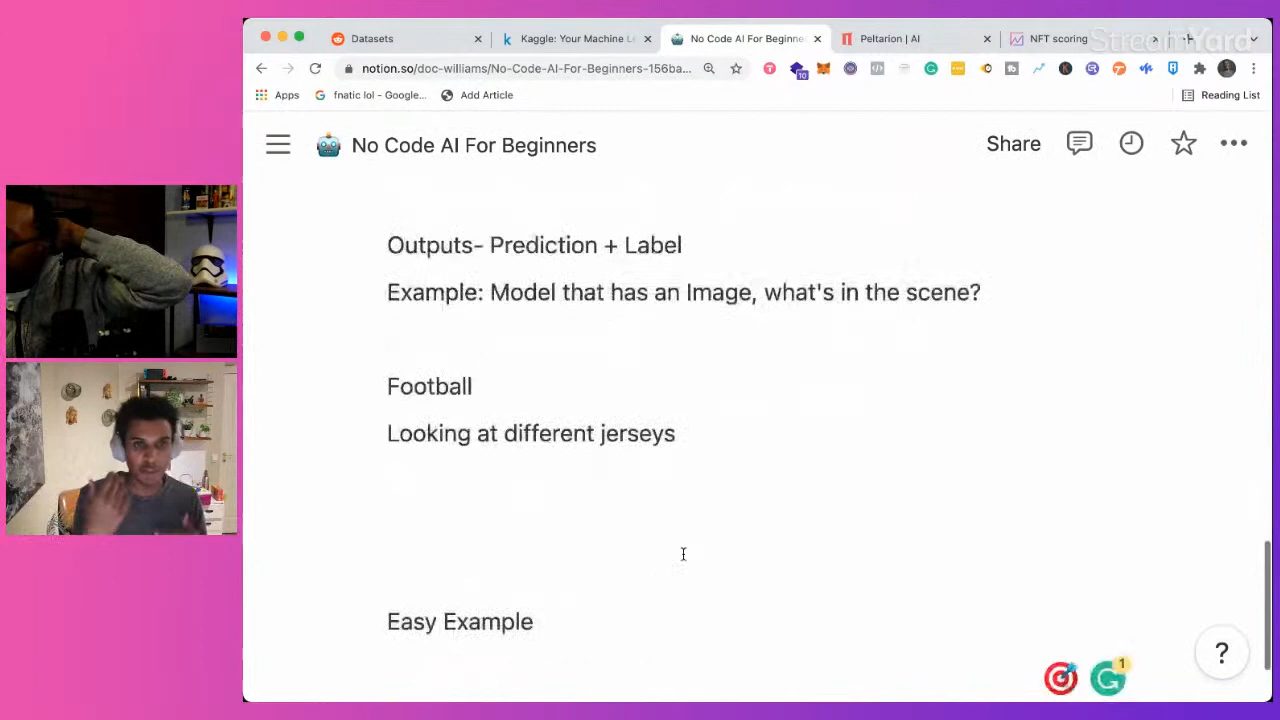 Datasets
Kaggle: Your Machine Le
No Code AI For Beginne
Peltarion | AI
NFT scoring
StreamYard
notion.so/doc-williams/No-Code-AI-For-Beginners-156ba...
10
Apps
fnatic lol - Google...
Add Article
Reading List
No Code AI For Beginners
Share
Outputs- Prediction + Label
Example: Model that has an Image, what's in the scene?
Football
Looking at different jerseys
Easy Example
1
?